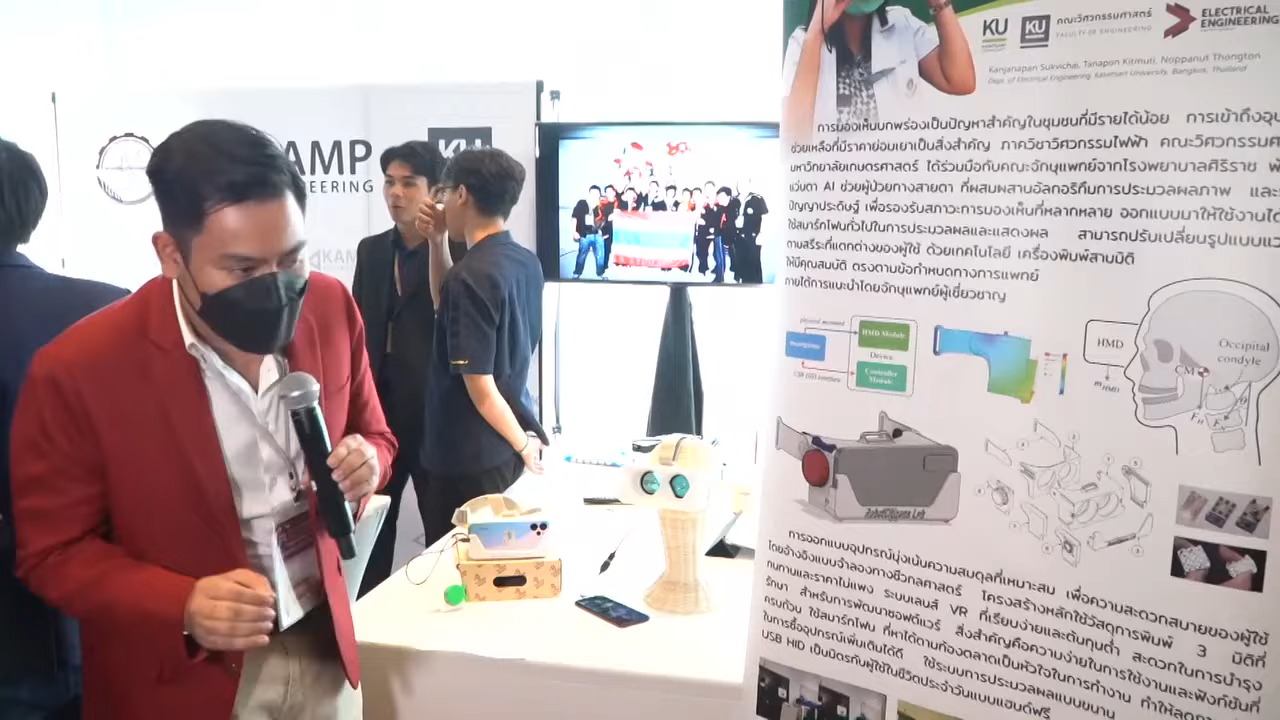 AMP
EERING
KU
KAM
KU
KU
คณะวิศวกรรมศาสตร์
FACULTY OF ENGINEERING
ELECTRICAL
ENGINEERING
Kanjanapan Sukvichai, Tanapon Kitmuti, Noppanut Thongton
Dept. of Electrical Engineering, Kasetsart University, Bangkok, Thailand
การมองเห็นบกพร่องเป็นปัญหาสำคัญในชุมชนที่มีรายได้น้อย การเข้าถึงอุป
ช่วยเหลือที่มีราคาย่อมเยาเป็นสิ่งสำคัญ ภาควิชาวิศวกรรมไฟฟ้า คณะวิศวกรรมศ
มหาวิทยาลัยเกษตรศาสตร์ ได้ร่วมมือกับคณะจักษุแพทย์จากโรงพยาบาลศิริราช พ
แว่นตา AI ช่วยผู้ป่วยทางสายตา ที่ผสมผสานอัลกอริทึมการประมวลผลภาพ และ
ปัญญาประดิษฐ์ เพื่อรองรับสภาวะการมองเห็นที่หลากหลาย ออกแบบมาให้ใช้งานได้
ใช้สมาร์ทโฟนทั่วไปในการประมวลผลและแสดงผล สามารถปรับเปลี่ยนรูปแบบแว
ตามสรีระที่แตกต่างของผู้ใช้ ด้วยเทคโนโลยี เครื่องพิมพ์สามมิติ
ให้มีคุณสมบัติ ตรงตามข้อกำหนดทางการแพทย์
ภายใต้การแนะนำโดยจักษุแพทย์ผู้เชี่ยวชาญ
HMD Module
Device
Controller
Module
HMD
Occipital
condyle
CM
RobotCitizens Lab
การออกแบบอุปกรณ์มุ่งเน้นความสมดุลที่เหมาะสม เพื่อความสะดวกสบายของผู้ใช้
โดยอ้างอิงแบบจำลองทางชีวกลศาสตร์ โครงสร้างหลักใช้วัสดุการพิมพ์ 3 มิติที่
ทนทานและราคาไม่แพง ระบบเลนส์ VR ที่เรียบง่ายและต้นทุนต่ำ สะดวกในการบำรุง
รักษา สำหรับการพัฒนาซอฟต์แวร์ สิ่งสำคัญคือความง่ายในการใช้งานและฟังก์ชันที่
ครบถ้วน ใช้สมาร์ทโฟน ที่หาได้ตามท้องตลาดเป็นหัวใจในการทำงาน ทำให้ลด
ในการซื้ออุปกรณ์เพิ่มเติมได้ดี ใช้ระบบการประมวลผลแบบขนาน
USB HID เป็นมิตรกับผู้ใช้ในชีวิตประจำวันแบบแฮนด์ฟรี